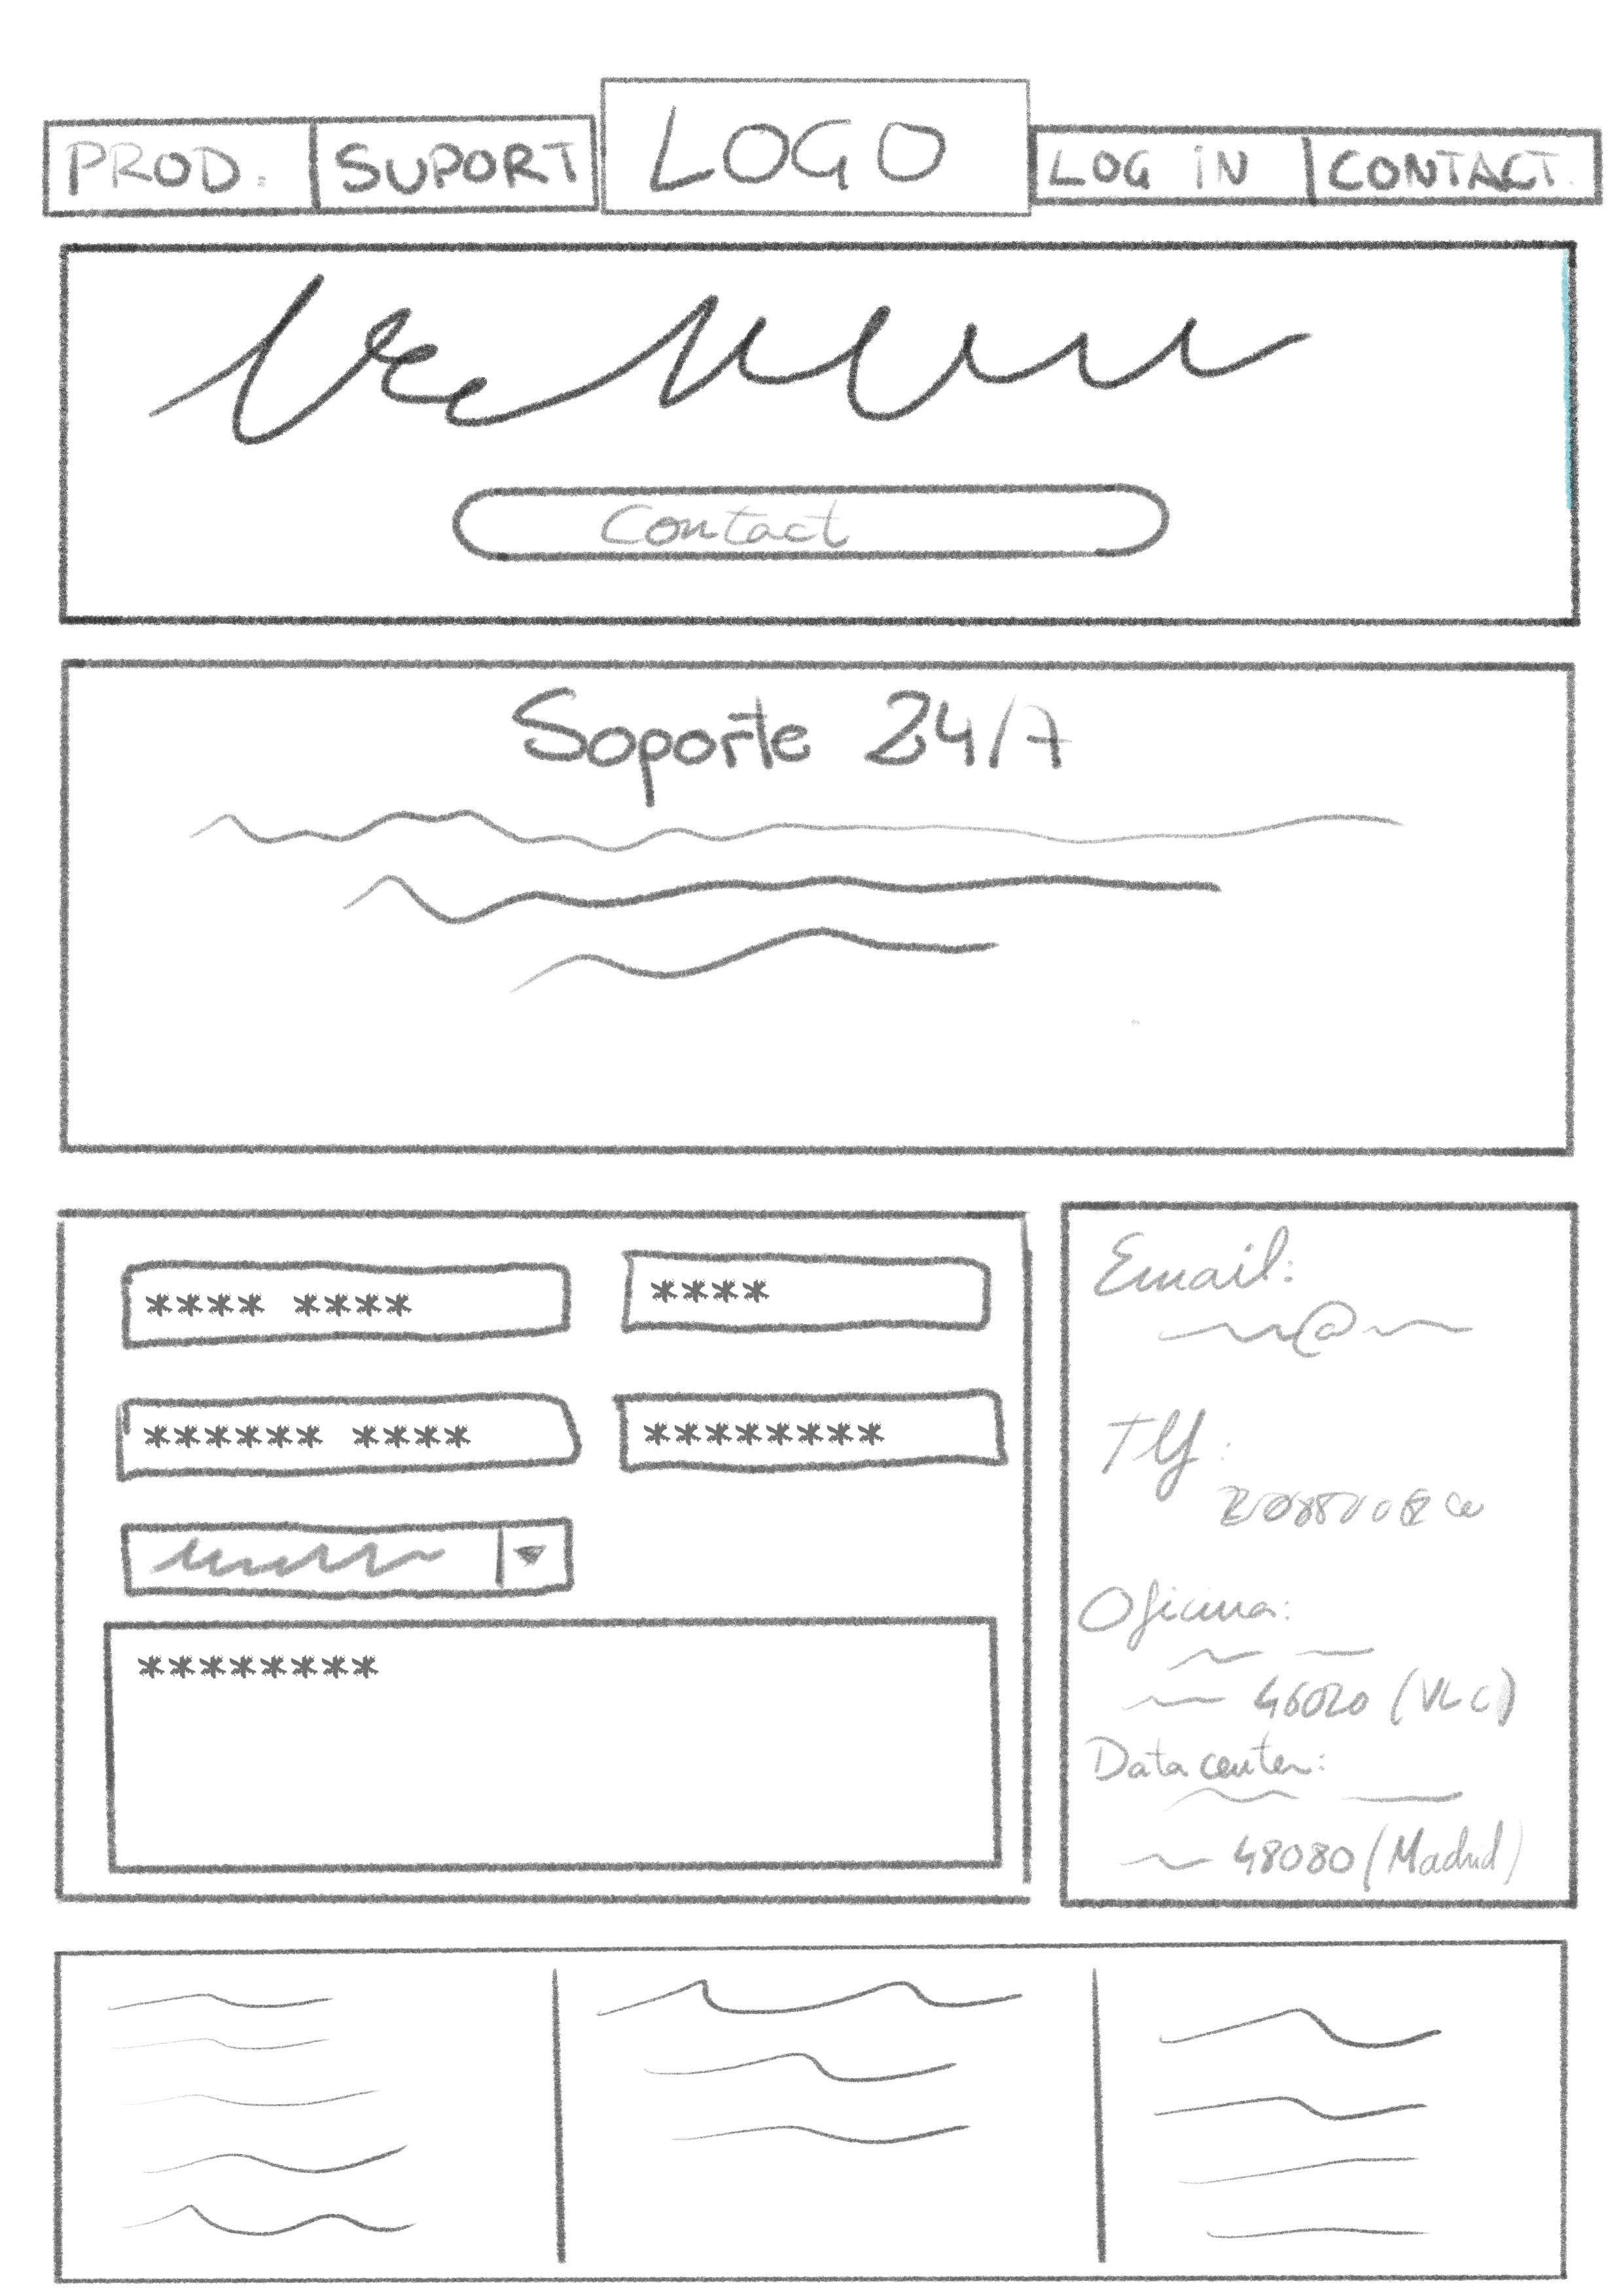 PROD. SUPORT LOGO LOG IN CONTACT.
Contact
Soporte 24/7
**** ****
****
****** ****
********
********
Email:
@
Tlf:
Oficina:
46020 (VLC)
Data center:
48080 (Madrid)